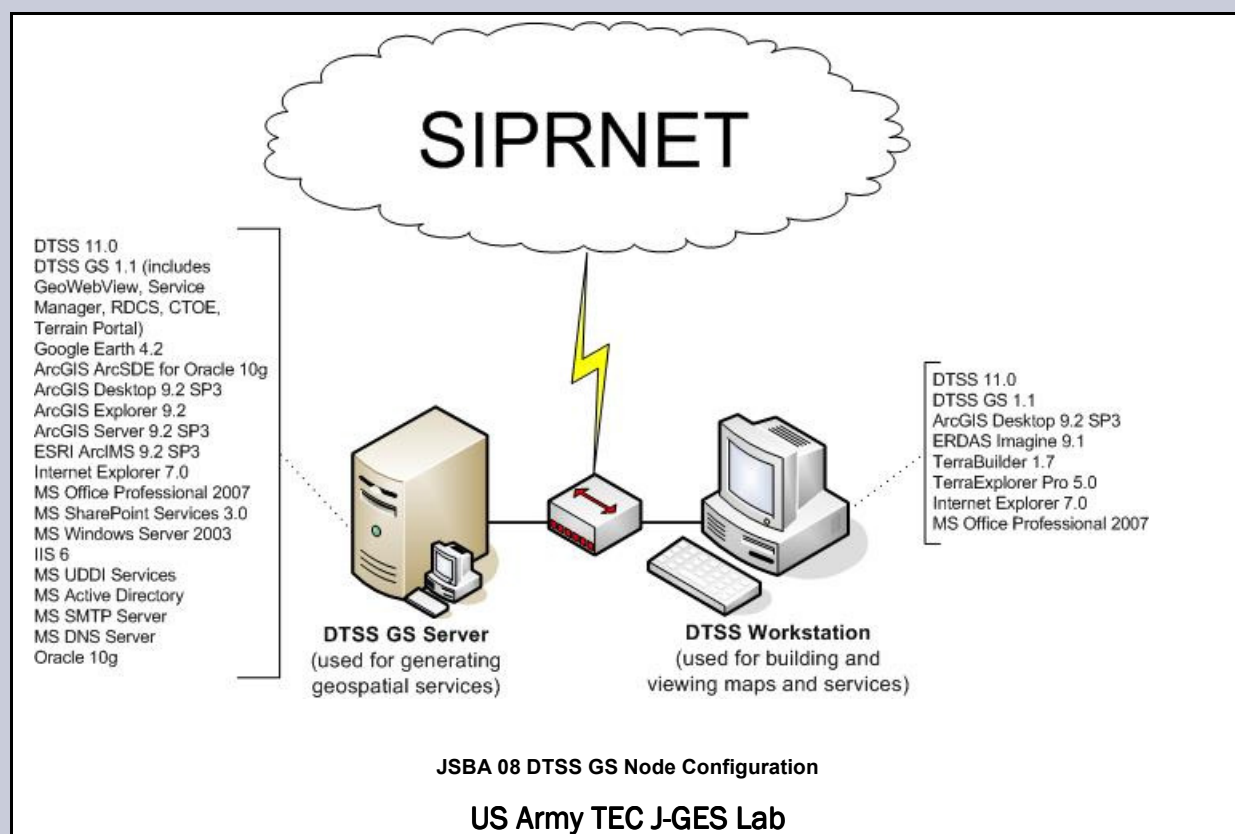 SIPRNET
DTSS 11.0
DTSS GS 1.1 (includes
GeoWebView, Service
Manager, RDCS, CTOE,
Terrain Portal)
Google Earth 4.2
ArcGIS ArcSDE for Oracle 10g
ArcGIS Desktop 9.2 SP3
ArcGIS Explorer 9.2
ArcGIS Server 9.2 SP3
ESRI ArcIMS 9.2 SP3
Internet Explorer 7.0
MS Office Professional 2007
MS SharePoint Services 3.0
MS Windows Server 2003
IIS 6
MS UDDI Services
MS Active Directory
MS SMTP Server
MS DNS Server
Oracle 10g
DTSS GS Server
(used for generating
geospatial services)
DTSS Workstation
(used for building and
viewing maps and services)
DTSS 11.0
DTSS GS 1.1
ArcGIS Desktop 9.2 SP3
ERDAS Imagine 9.1
TerraBuilder 1.7
TerraExplorer Pro 5.0
Internet Explorer 7.0
MS Office Professional 2007
JSBA 08 DTSS GS Node Configuration
US Army TEC J-GES Lab